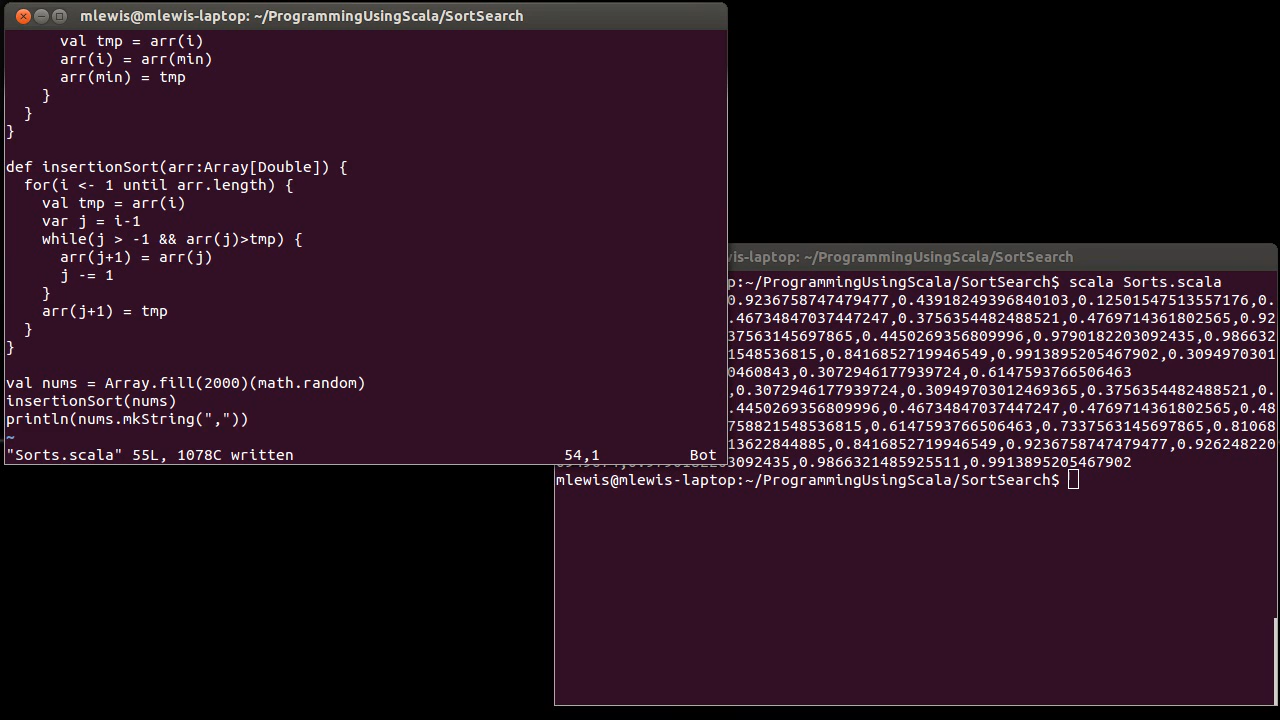 mlewis@mlewis-laptop: ~/ProgrammingUsingScala/SortSearch
      val tmp = arr(i)
      arr(i) = arr(min)
      arr(min) = tmp
    }
  }
}
def insertionSort(arr:Array[Double]) {
  for(i <- 1 until arr.length) {
    val tmp = arr(i)
    var j = i-1
    while(j > -1 && arr(j)>tmp) {
      arr(j+1) = arr(j)
      j -= 1
    }
    arr(j+1) = tmp
  }
}
val nums = Array.fill(2000)(math.random)
insertionSort(nums)
println(nums.mkString(","))
~
"Sorts.scala" 55L, 1078C written 54,1 Bot
wis-laptop: ~/ProgrammingUsingScala/SortSearch
p:~/ProgrammingUsingScala/SortSearch$ scala Sorts.scala
0.9236758747479477,0.43918249396840103,0.12501547513557176,0.
.46734847037447247,0.3756354482488521,0.4769714361802565,0.92
37563145697865,0.4450269356809996,0.9790182203092435,0.986632
1548536815,0.8416852719946549,0.9913895205467902,0.3094970301
0460843,0.3072946177939724,0.6147593766506463
,0.3072946177939724,0.30949703012469365,0.3756354482488521,0.
.4450269356809996,0.46734847037447247,0.4769714361802565,0.48
758821548536815,0.6147593766506463,0.7337563145697865,0.81068
13622844885,0.8416852719946549,0.9236758747479477,0.926248220
3092435,0.9866321485925511,0.9913895205467902
mlewis@mlewis-laptop:~/ProgrammingUsingScala/SortSearch$